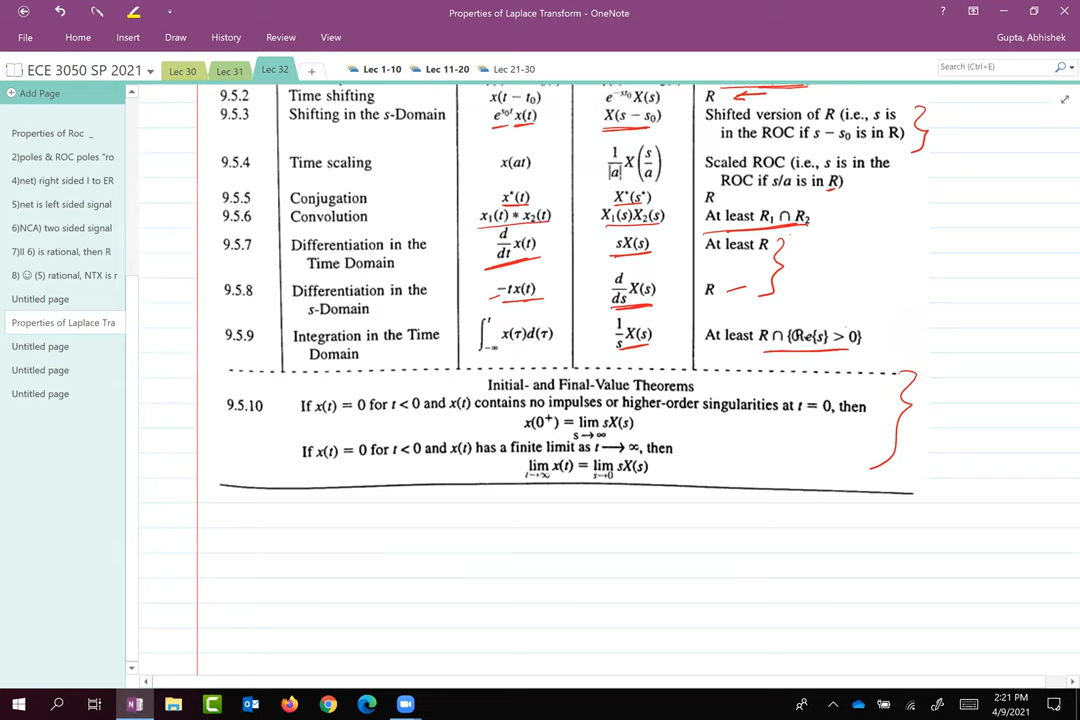 Properties of Laplace Transform - OneNote
?
File Home Insert Draw History Review View
Gupta, Abhishek
ECE 3050 SP 2021
Lec 30 Lec 31 Lec 32 + Lec 1-10 Lec 11-20 Lec 21-30
Search (Ctrl+E)
Add Page
Properties of Roc _
2)poles & ROC poles "ro
4)net) right sided I to ER
5)net is left sided signal
6)NCA) two sided signal
7)II 6) is rational, then R
8) ☺ (5) rational, NTX is r
Untitled page
Properties of Laplace Tra
Untitled page
Untitled page
Untitled page
9.5.2 Time shifting x(t − t₀) e^{−st₀}X(s) R
9.5.3 Shifting in the s-Domain e^{s₀t}x(t) X(s − s₀) Shifted version of R (i.e., s is
in the ROC if s − s₀ is in R)
9.5.4 Time scaling x(at) 1/|a| X(s/a) Scaled ROC (i.e., s is in the
ROC if s/a is in R)
9.5.5 Conjugation x*(t) X*(s*) R
9.5.6 Convolution x₁(t) * x₂(t) X₁(s)X₂(s) At least R₁ ∩ R₂
9.5.7 Differentiation in the d/dt x(t) sX(s) At least R
Time Domain
9.5.8 Differentiation in the −tx(t) d/ds X(s) R
s-Domain
9.5.9 Integration in the Time ∫_{−∞}^{t} x(τ)d(τ) 1/s X(s) At least R ∩ {Re{s} > 0}
Domain
Initial- and Final-Value Theorems
9.5.10 If x(t) = 0 for t < 0 and x(t) contains no impulses or higher-order singularities at t = 0, then
x(0⁺) = lim sX(s)
s→∞
If x(t) = 0 for t < 0 and x(t) has a finite limit as t → ∞, then
lim x(t) = lim sX(s)
t→∞ s→0
2:21 PM
4/9/2021